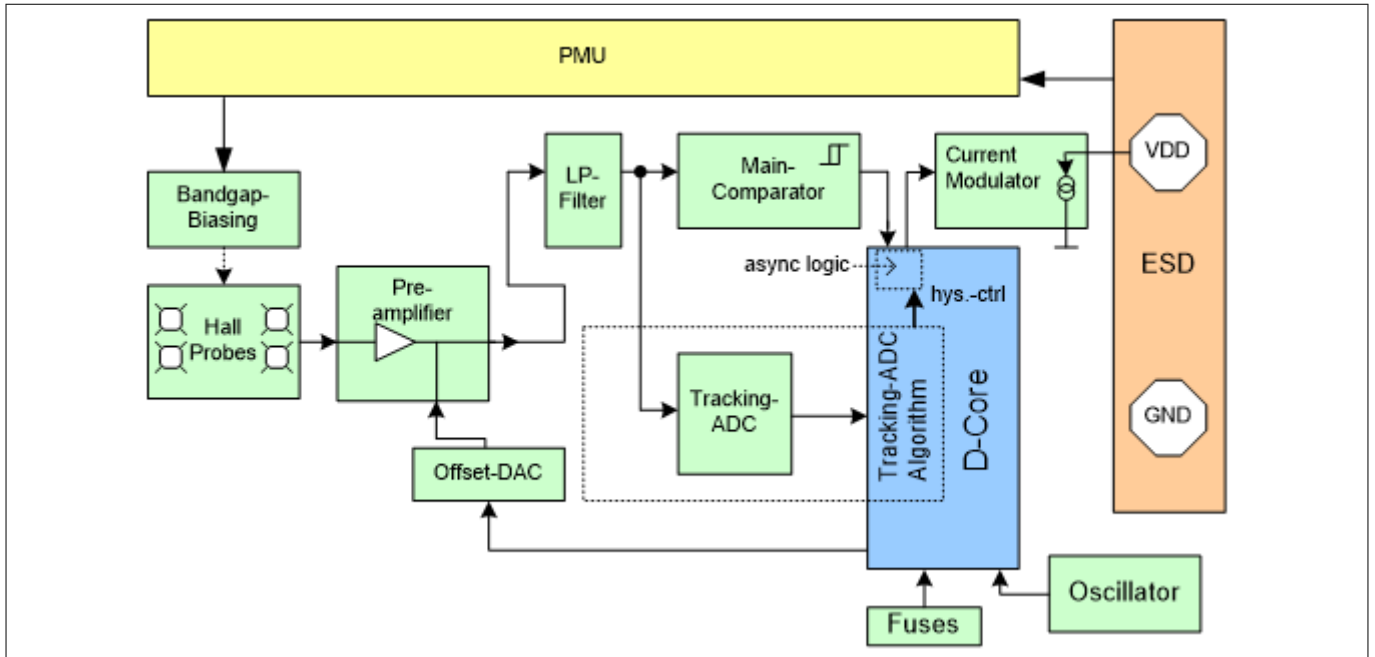 PMU
Bandgap-
Biasing
Hall
Probes
Pre-
amplifier
Offset-DAC
LP-
Filter
Main-
Comparator
Current
Modulator
VDD
ESD
GND
async logic
hys.-ctrl
Tracking-
ADC
Tracking-ADC
Algorithm
D-Core
Fuses
Oscillator